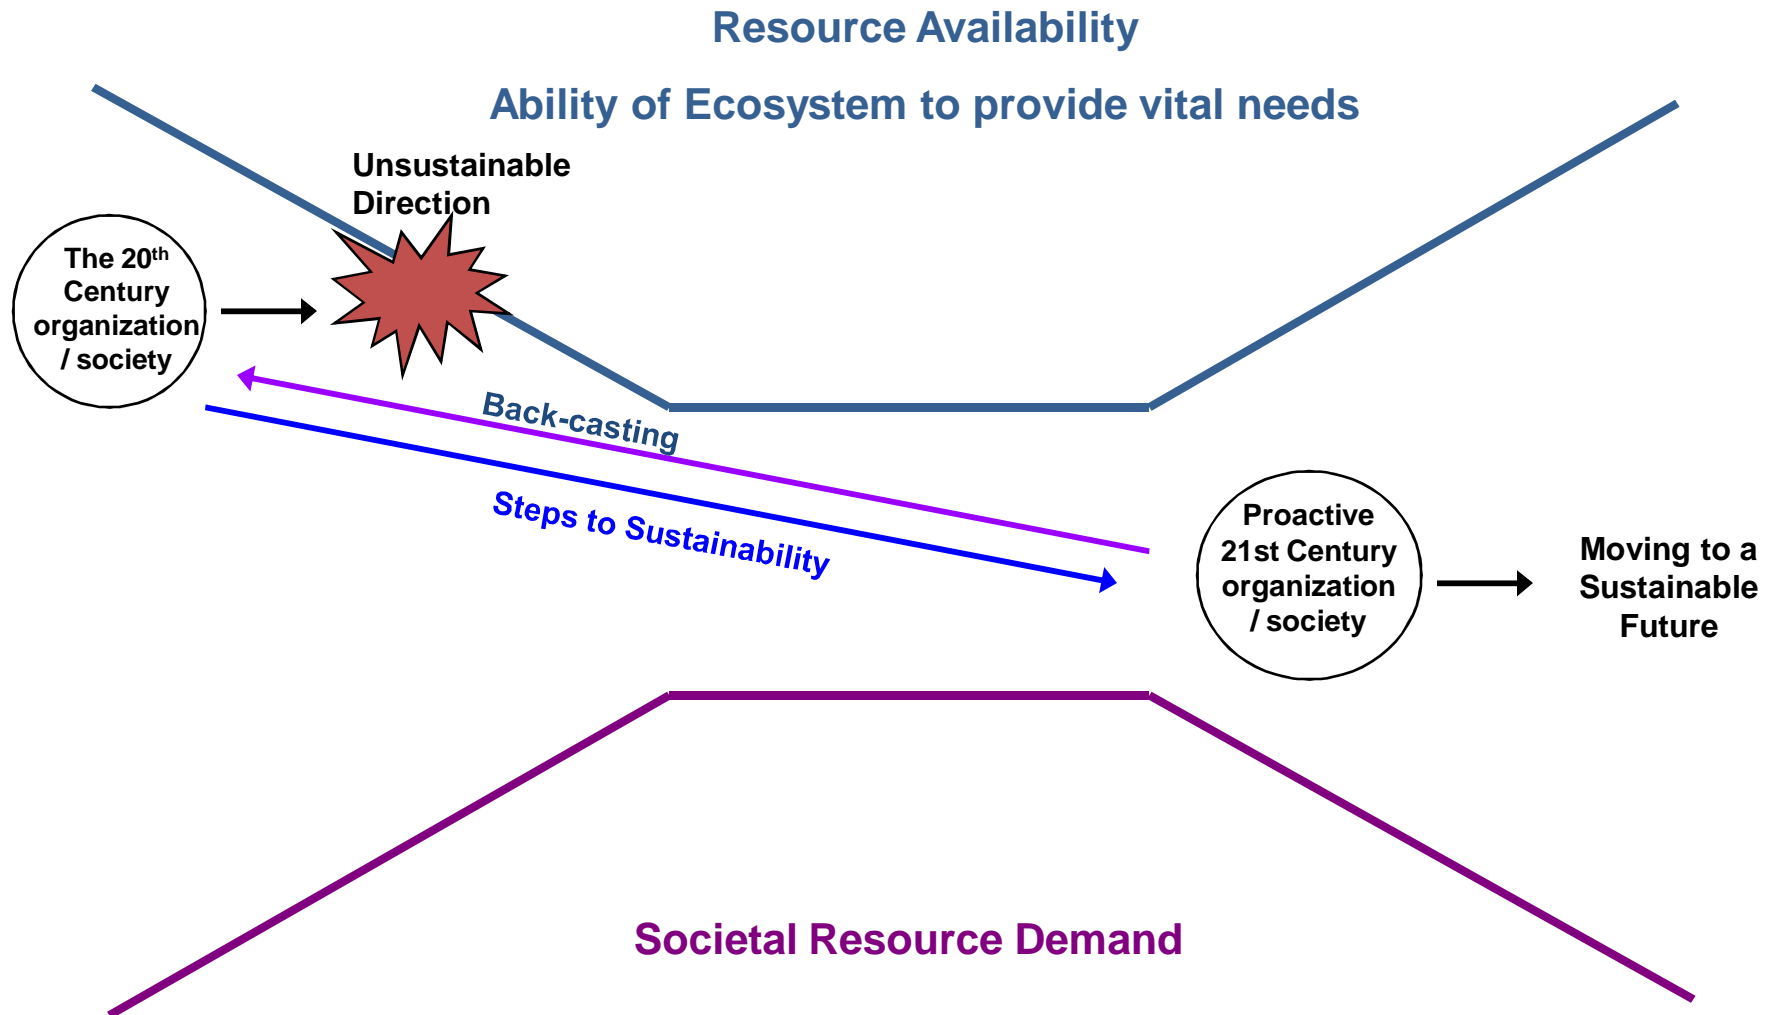 Resource Availability
Ability of Ecosystem to provide vital needs
Unsustainable
Direction
The 20th
Century
organization
/ society
Back-casting
Steps to Sustainability
Proactive
21st Century
organization
/ society
Moving to a
Sustainable
Future
Societal Resource Demand